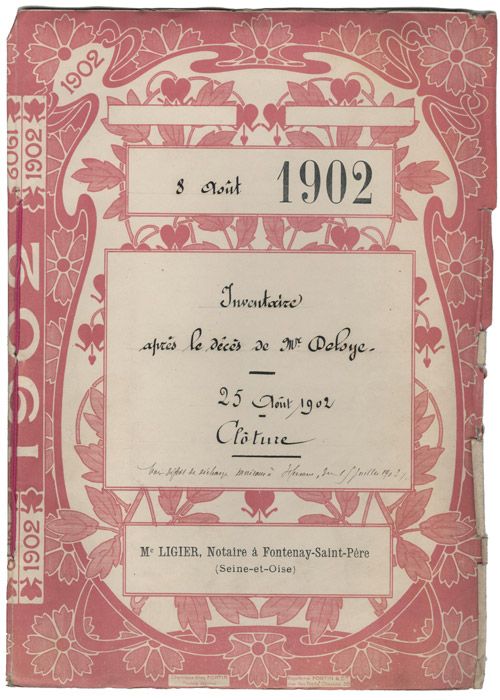 1902
8 Août 1902
Inventaire
après le décès de Mr Deloye.
25 Août 1902
Clôture
Me LIGIER, Notaire à Fontenay-Saint-Père
(Seine-et-Oise)
1902
1902
1902
1902